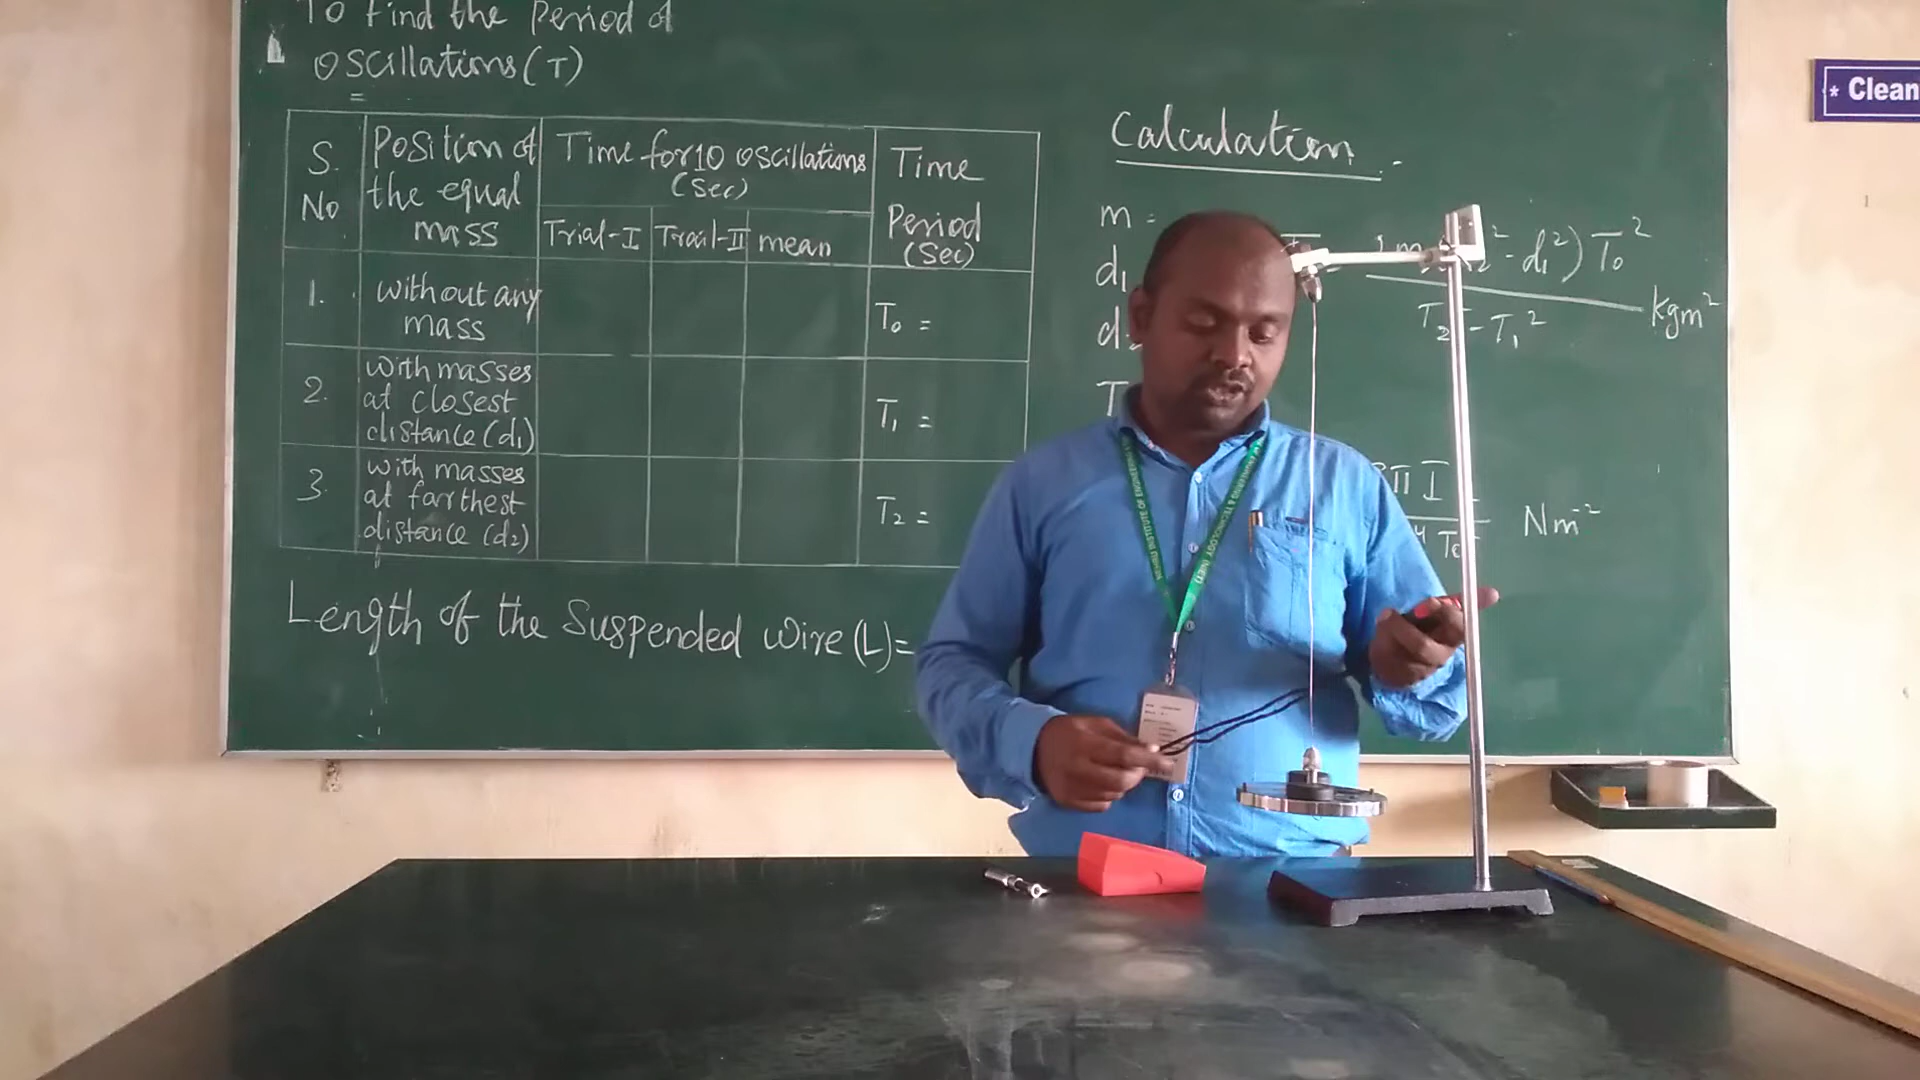 To find the Period of
Oscillations (T)
S. No
Position of the equal mass
Time for 10 oscillations (Sec)
Trial-I
Trail-II
mean
Time Period (Sec)
1.
without any mass
T₀ =
2.
with masses at closest distance (d₁)
T₁ =
3.
with masses at farthest distance (d₂)
T₂ =
Length of the Suspended wire (L)=
Calculation
m =
d₁
d
T
- d₁²) T₀²
T₂² - T₁²
kgm²
π I
Nm⁻²
* Clean